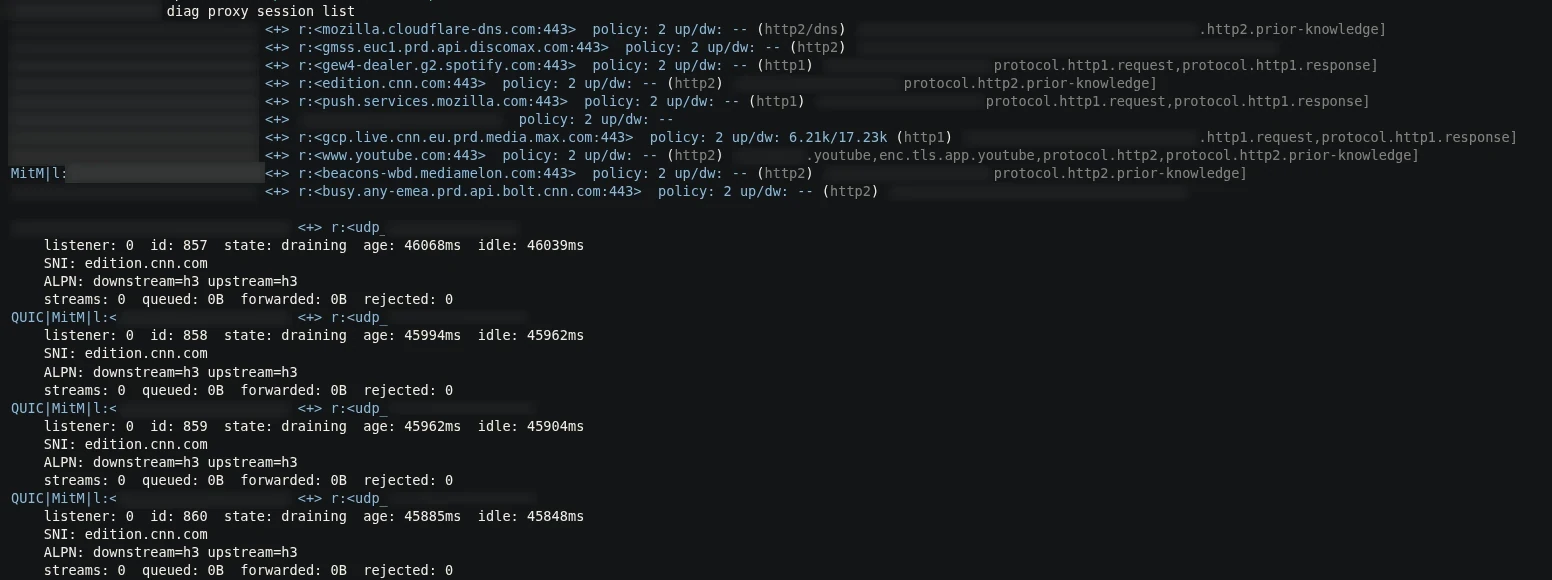 diag proxy session list
<+> r:<mozilla.cloudflare-dns.com:443>  policy: 2 up/dw: -- (http2/dns) .http2.prior-knowledge]
<+> r:<gmss.euc1.prd.api.discomax.com:443>  policy: 2 up/dw: -- (http2)
<+> r:<gew4-dealer.g2.spotify.com:443>  policy: 2 up/dw: -- (http1) protocol.http1.request,protocol.http1.response]
<+> r:<edition.cnn.com:443>  policy: 2 up/dw: -- (http2) protocol.http2.prior-knowledge]
<+> r:<push.services.mozilla.com:443>  policy: 2 up/dw: -- (http1) protocol.http1.request,protocol.http1.response]
<+> policy: 2 up/dw: --
<+> r:<gcp.live.cnn.eu.prd.media.max.com:443>  policy: 2 up/dw: 6.21k/17.23k (http1) .http1.request,protocol.http1.response]
<+> r:<www.youtube.com:443>  policy: 2 up/dw: -- (http2) .youtube,enc.tls.app.youtube,protocol.http2,protocol.http2.prior-knowledge]
MitM|l: <+> r:<beacons-wbd.mediamelon.com:443>  policy: 2 up/dw: -- (http2) protocol.http2.prior-knowledge]
<+> r:<busy.any-emea.prd.api.bolt.cnn.com:443>  policy: 2 up/dw: -- (http2)
<+> r:<udp_
listener: 0  id: 857  state: draining  age: 46068ms  idle: 46039ms
SNI: edition.cnn.com
ALPN: downstream=h3 upstream=h3
streams: 0  queued: 0B  forwarded: 0B  rejected: 0
QUIC|MitM|l:< <+> r:<udp_
listener: 0  id: 858  state: draining  age: 45994ms  idle: 45962ms
SNI: edition.cnn.com
ALPN: downstream=h3 upstream=h3
streams: 0  queued: 0B  forwarded: 0B  rejected: 0
QUIC|MitM|l:< <+> r:<udp_
listener: 0  id: 859  state: draining  age: 45962ms  idle: 45904ms
SNI: edition.cnn.com
ALPN: downstream=h3 upstream=h3
streams: 0  queued: 0B  forwarded: 0B  rejected: 0
QUIC|MitM|l:< <+> r:<udp_
listener: 0  id: 860  state: draining  age: 45885ms  idle: 45848ms
SNI: edition.cnn.com
ALPN: downstream=h3 upstream=h3
streams: 0  queued: 0B  forwarded: 0B  rejected: 0